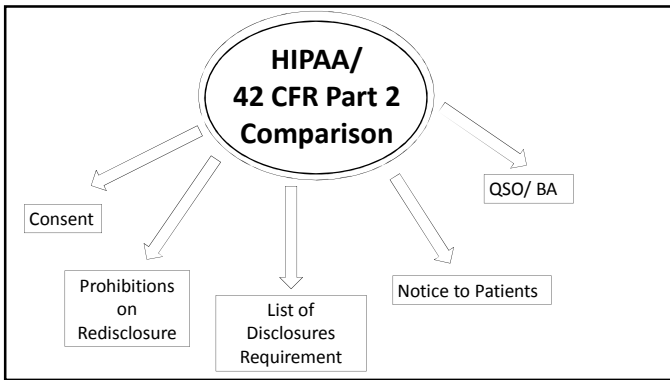 HIPAA/
42 CFR Part 2
Comparison
Consent
Prohibitions
on
Redisclosure
List of
Disclosures
Requirement
Notice to Patients
QSO/ BA